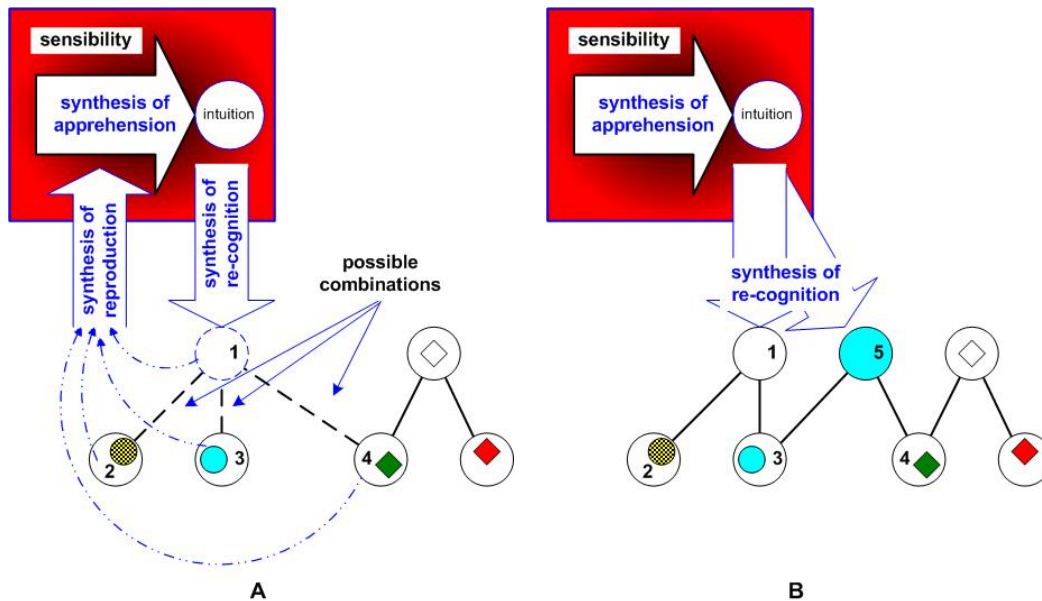 sensibility
synthesis of
apprehension
intuition
synthesis of
reproduction
synthesis of
re-cognition
possible
combinations
1
2
3
4
A
sensibility
synthesis of
apprehension
intuition
synthesis of
re-cognition
1
5
2
3
4
B